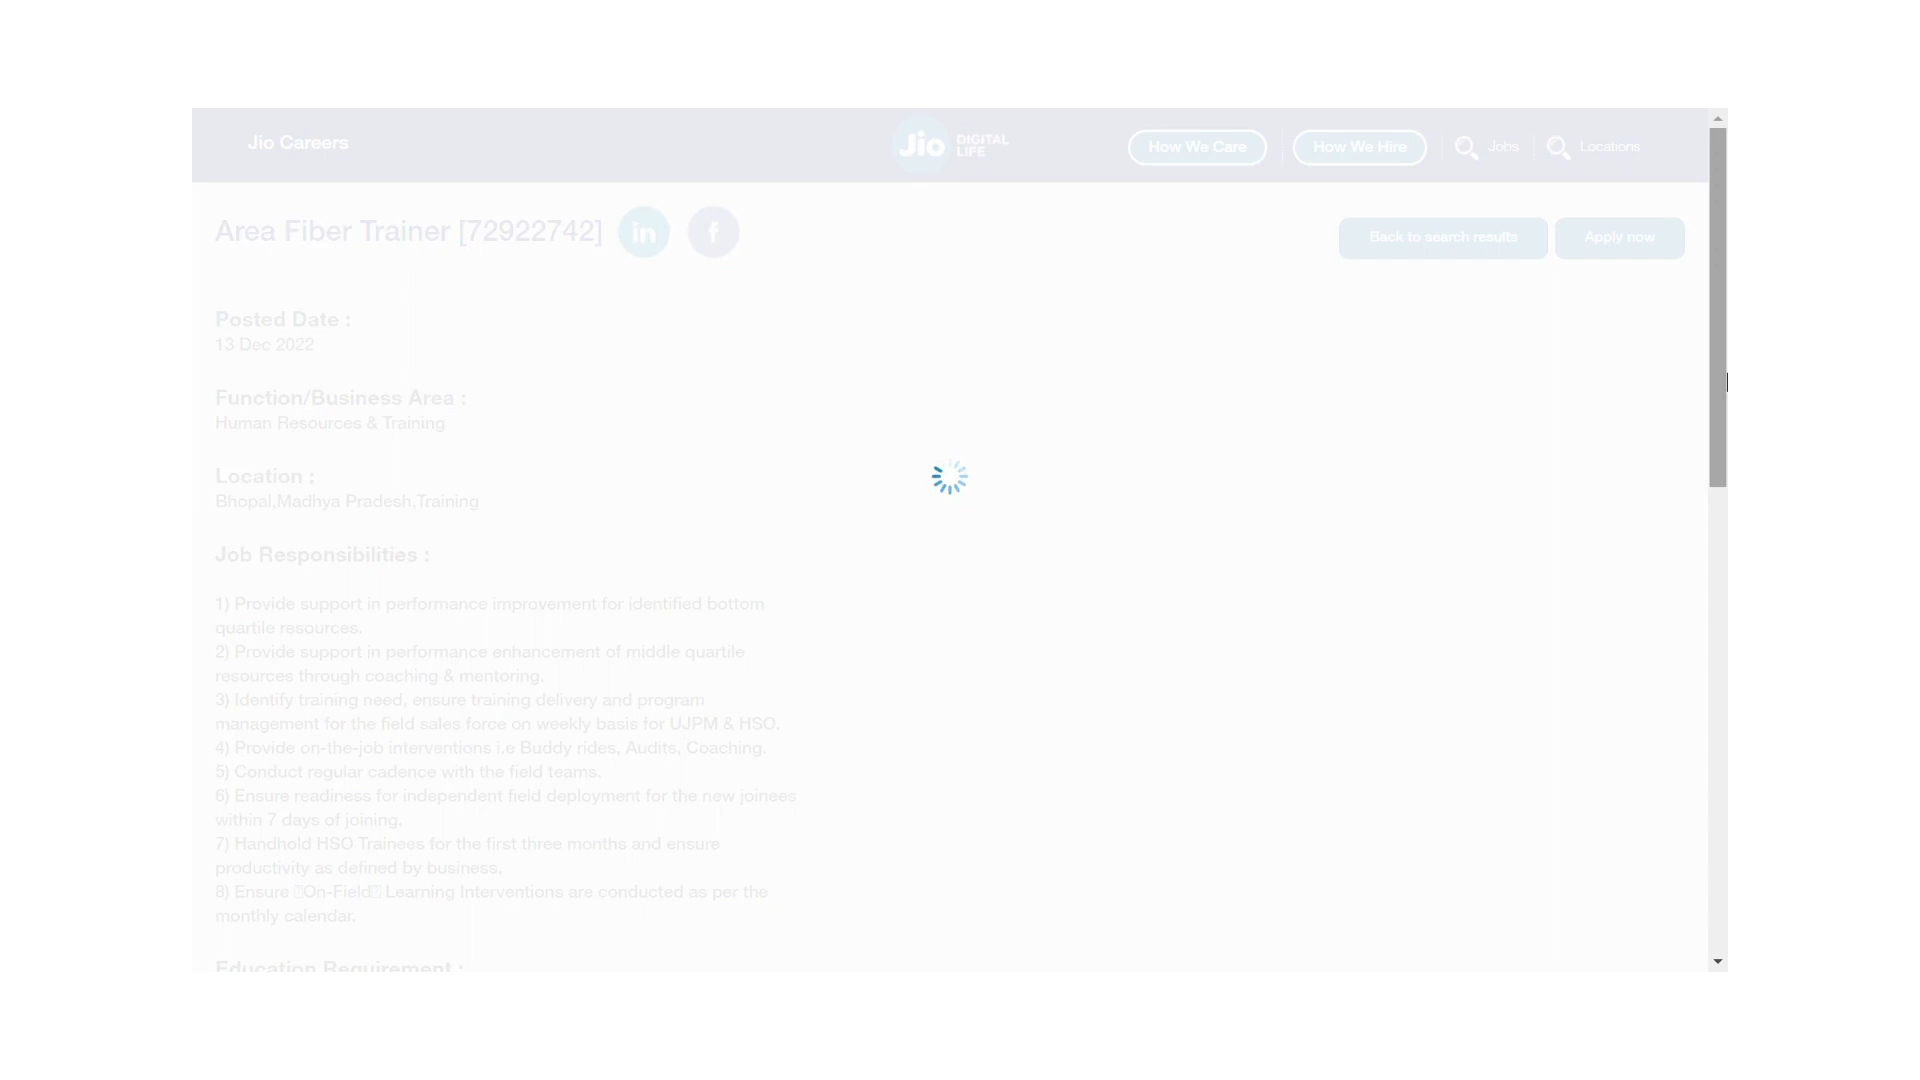 Jio Careers
Jio DIGITAL LIFE
How We Care
How We Hire
Jobs
Locations
Area Fiber Trainer [72922742]
in
f
Back to search results
Apply now
Posted Date :
13 Dec 2022
Function/Business Area :
Human Resources & Training
Location :
Bhopal,Madhya Pradesh,Training
Job Responsibilities :
1) Provide support in performance improvement for identified bottom
quartile resources.
2) Provide support in performance enhancement of middle quartile
resources through coaching & mentoring.
3) Identify training need, ensure training delivery and program
management for the field sales force on weekly basis for UJPM & HSO.
4) Provide on-the-job interventions i.e Buddy rides, Audits, Coaching.
5) Conduct regular cadence with the field teams.
6) Ensure readiness for independent field deployment for the new joinees
within 7 days of joining.
7) Handhold HSO Trainees for the first three months and ensure
productivity as defined by business.
8) Ensure On-Field Learning Interventions are conducted as per the
monthly calendar.
Education Requirement :